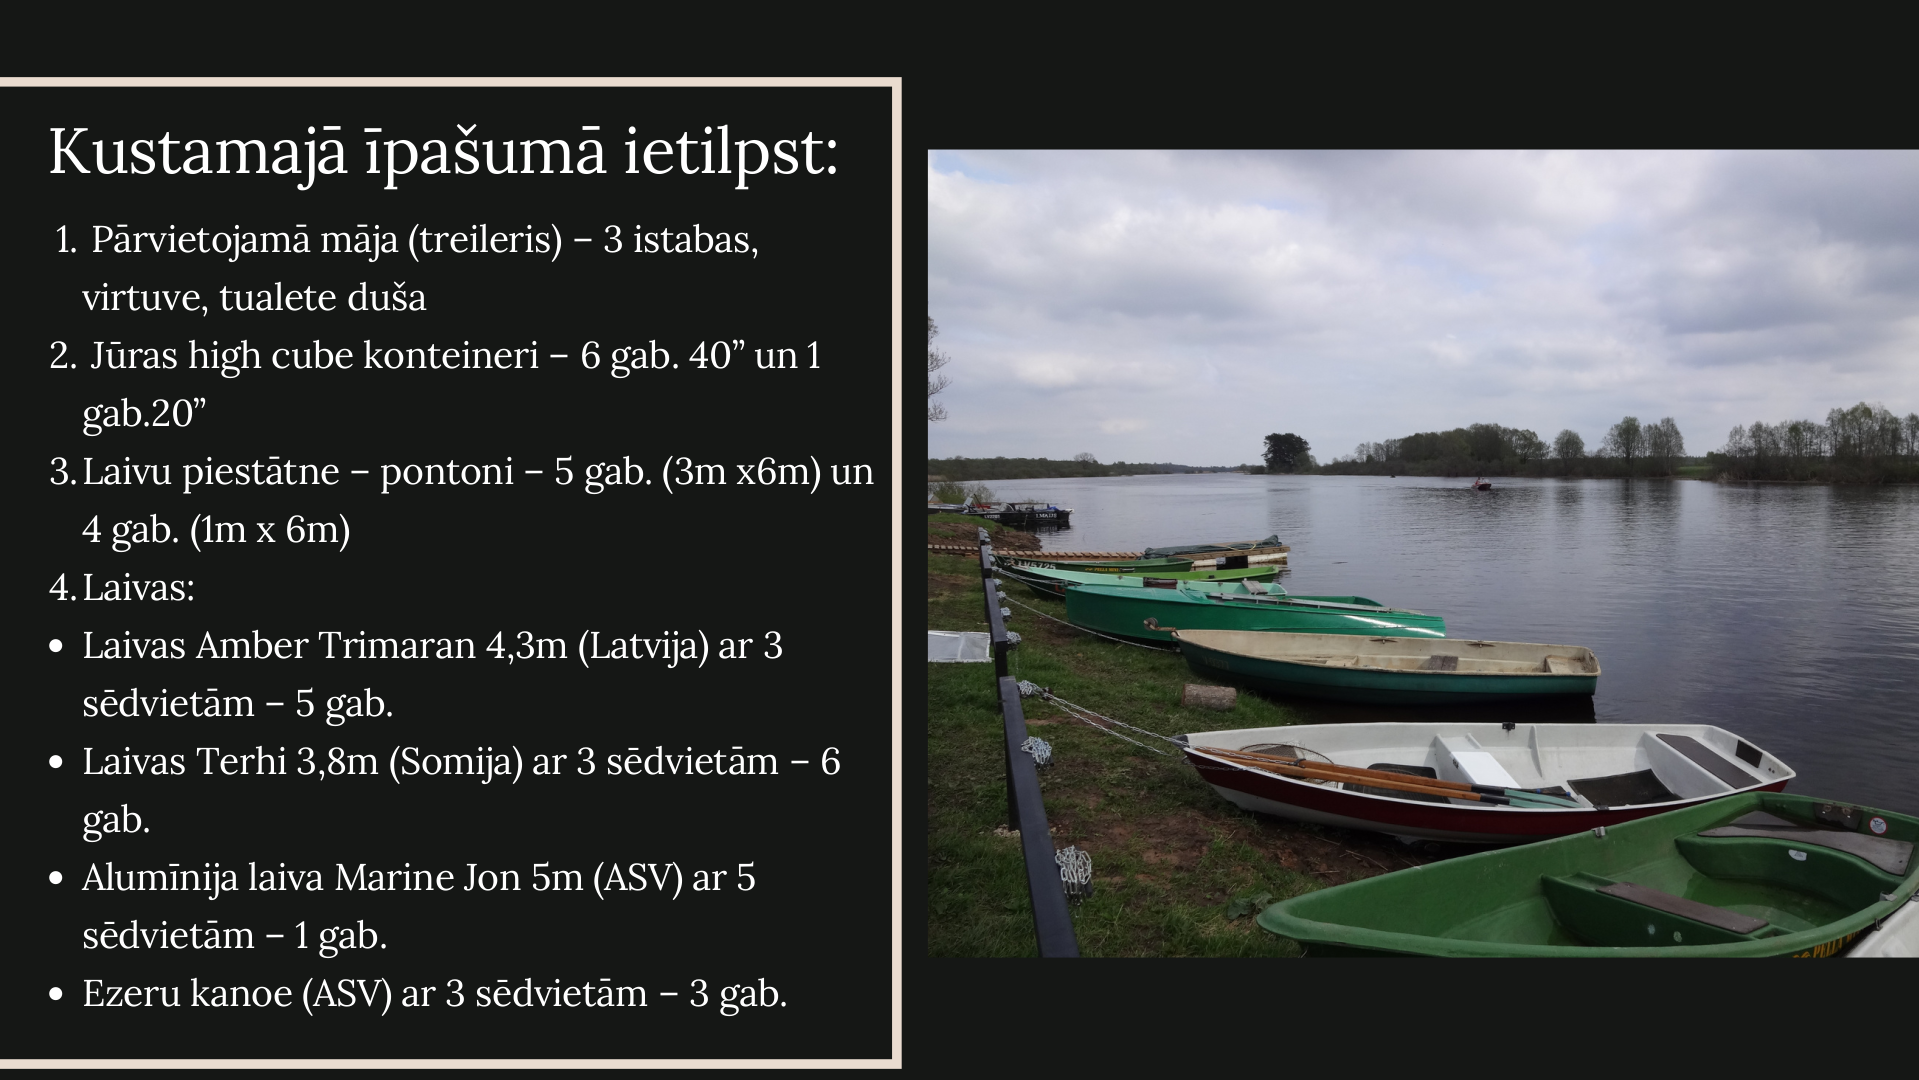 Kustamajā īpašumā ietilpst:
1. Pārvietojamā māja (treileris) – 3 istabas,
virtuve, tualete duša
2. Jūras high cube konteineri – 6 gab. 40” un 1
gab.20”
3. Laivu piestātne – pontoni – 5 gab. (3m x6m) un
4 gab. (1m x 6m)
4. Laivas:
• Laivas Amber Trimaran 4,3m (Latvija) ar 3
sēdvietām – 5 gab.
• Laivas Terhi 3,8m (Somija) ar 3 sēdvietām – 6
gab.
• Alumīnija laiva Marine Jon 5m (ASV) ar 5
sēdvietām – 1 gab.
• Ezeru kanoe (ASV) ar 3 sēdvietām – 3 gab.